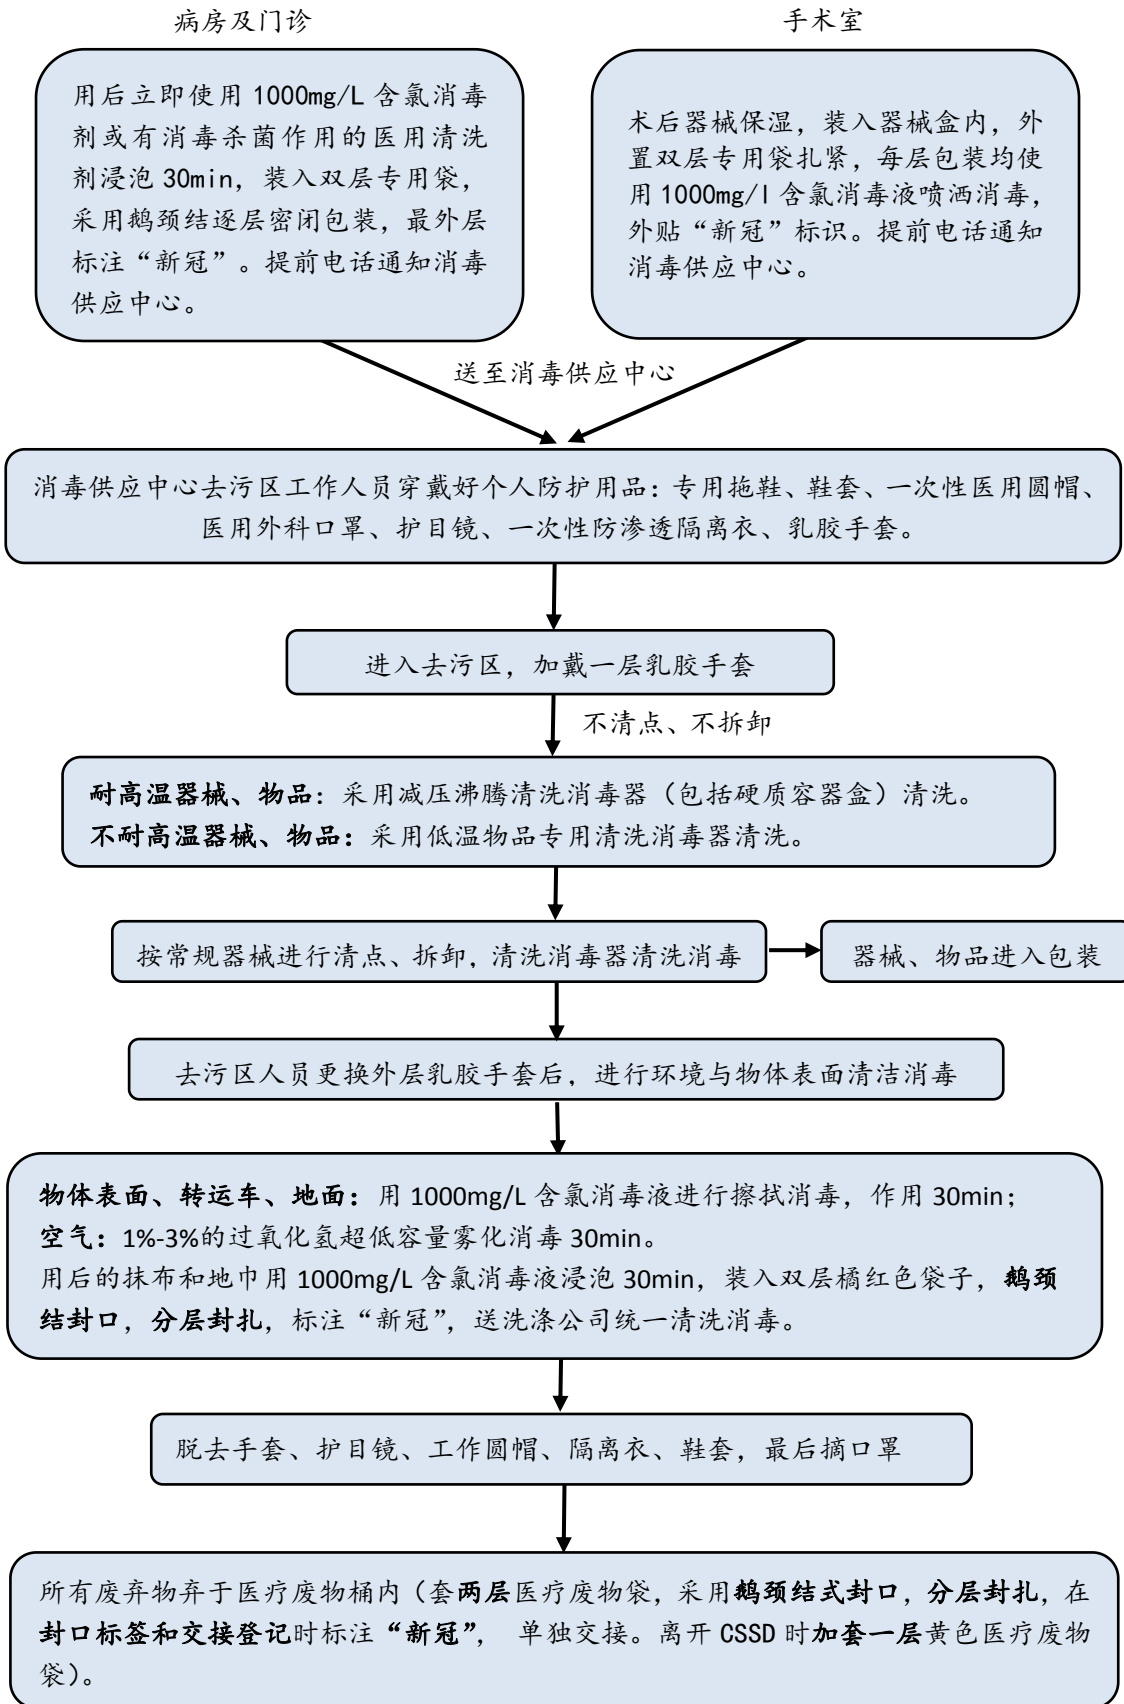 病房及门诊
手术室
用后立即使用 1000mg/L 含氯消毒
剂或有消毒杀菌作用的医用清洗
剂浸泡 30min，装入双层专用袋，
采用鹅颈结逐层密闭包装，最外层
标注“新冠”。提前电话通知消毒
供应中心。
术后器械保湿，装入器械盒内，外
置双层专用袋扎紧，每层包装均使
用 1000mg/l 含氯消毒液喷洒消毒，
外贴“新冠”标识。提前电话通知
消毒供应中心。
送至消毒供应中心
消毒供应中心去污区工作人员穿戴好个人防护用品：专用拖鞋、鞋套、一次性医用圆帽、
医用外科口罩、护目镜、一次性防渗透隔离衣、乳胶手套。
进入去污区，加戴一层乳胶手套
不清点、不拆卸
耐高温器械、物品：采用减压沸腾清洗消毒器（包括硬质容器盒）清洗。
不耐高温器械、物品：采用低温物品专用清洗消毒器清洗。
按常规器械进行清点、拆卸，清洗消毒器清洗消毒
器械、物品进入包装
去污区人员更换外层乳胶手套后，进行环境与物体表面清洁消毒
物体表面、转运车、地面：用 1000mg/L 含氯消毒液进行擦拭消毒，作用 30min；
空气：1%-3%的过氧化氢超低容量雾化消毒 30min。
用后的抹布和地巾用 1000mg/L 含氯消毒液浸泡 30min，装入双层橘红色袋子，鹅颈
结封口，分层封扎，标注“新冠”，送洗涤公司统一清洗消毒。
脱去手套、护目镜、工作圆帽、隔离衣、鞋套，最后摘口罩
所有废弃物弃于医疗废物桶内（套两层医疗废物袋，采用鹅颈结式封口，分层封扎，在
封口标签和交接登记时标注“新冠”， 单独交接。离开 CSSD 时加套一层黄色医疗废物
袋）。